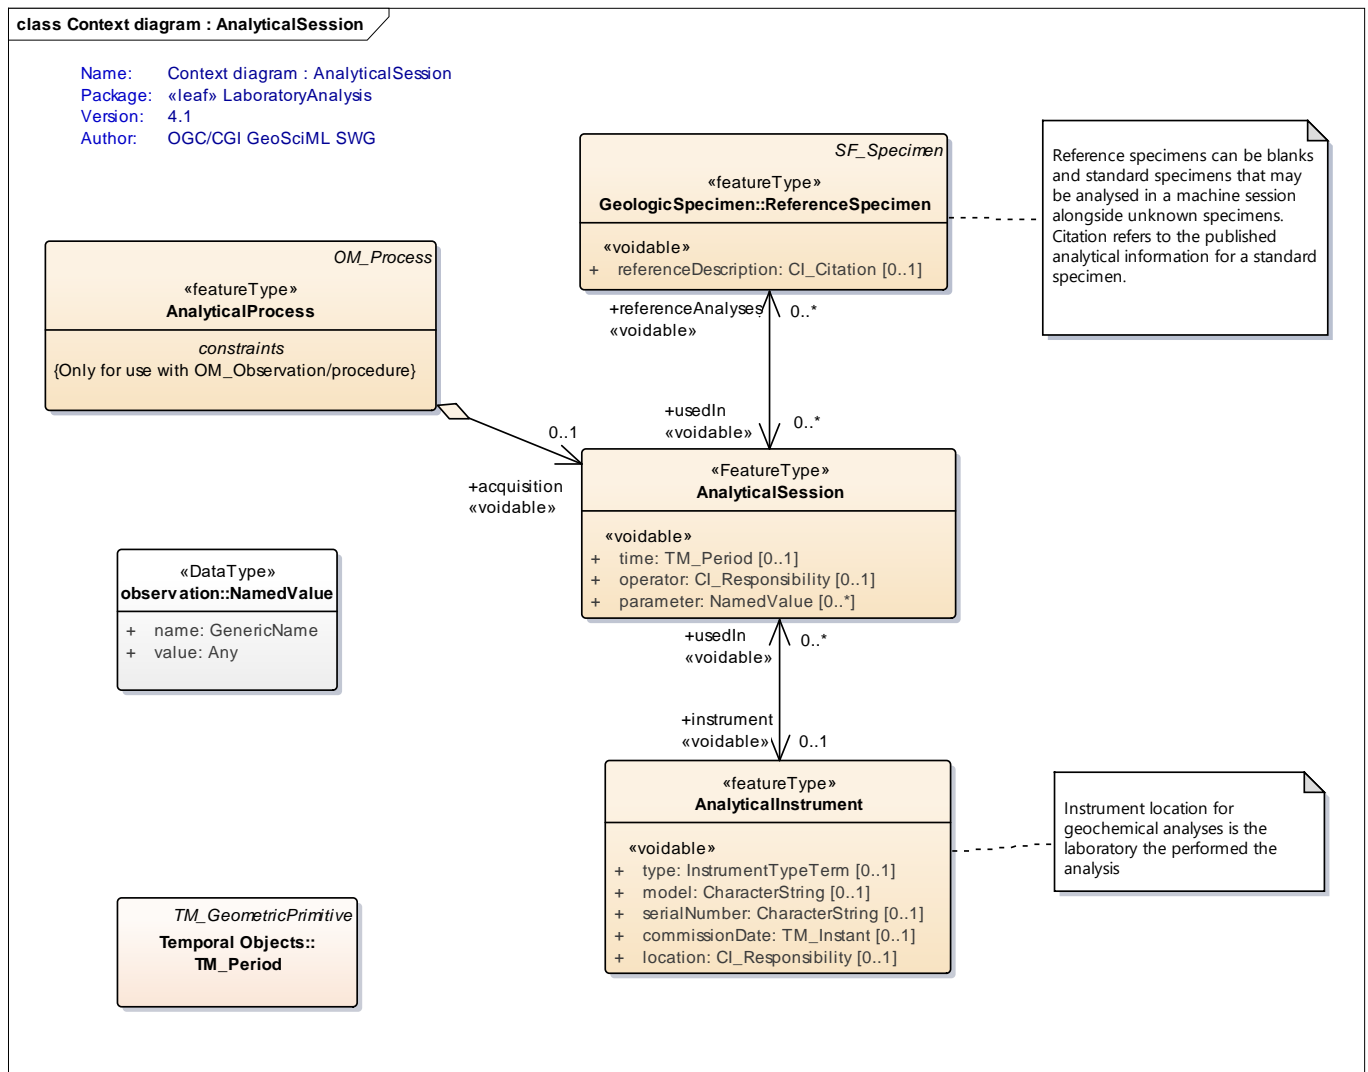 class Context diagram : AnalyticalSession
Name: Context diagram : AnalyticalSession
Package: «leaf» LaboratoryAnalysis
Version: 4.1
Author: OGC/CGI GeoSciML SWG
SF_Specimen
«featureType»
GeologicSpecimen::ReferenceSpecimen
«voidable»
+ referenceDescription: CI_Citation [0..1]
Reference specimens can be blanks
and standard specimens that may
be analysed in a machine session
alongside unknown specimens.
Citation refers to the published
analytical information for a standard
specimen.
OM_Process
«featureType»
AnalyticalProcess
constraints
{Only for use with OM_Observation/procedure}
+referenceAnalyses 0..*
«voidable»
+usedIn 0..*
«voidable»
0..1
+acquisition
«voidable»
«FeatureType»
AnalyticalSession
«voidable»
+ time: TM_Period [0..1]
+ operator: CI_Responsibility [0..1]
+ parameter: NamedValue [0..*]
«DataType»
observation::NamedValue
+ name: GenericName
+ value: Any
+usedIn 0..*
«voidable»
+instrument
«voidable» 0..1
«featureType»
AnalyticalInstrument
«voidable»
+ type: InstrumentTypeTerm [0..1]
+ model: CharacterString [0..1]
+ serialNumber: CharacterString [0..1]
+ commissionDate: TM_Instant [0..1]
+ location: CI_Responsibility [0..1]
Instrument location for
geochemical analyses is the
laboratory the performed the
analysis
TM_GeometricPrimitive
Temporal Objects::
TM_Period